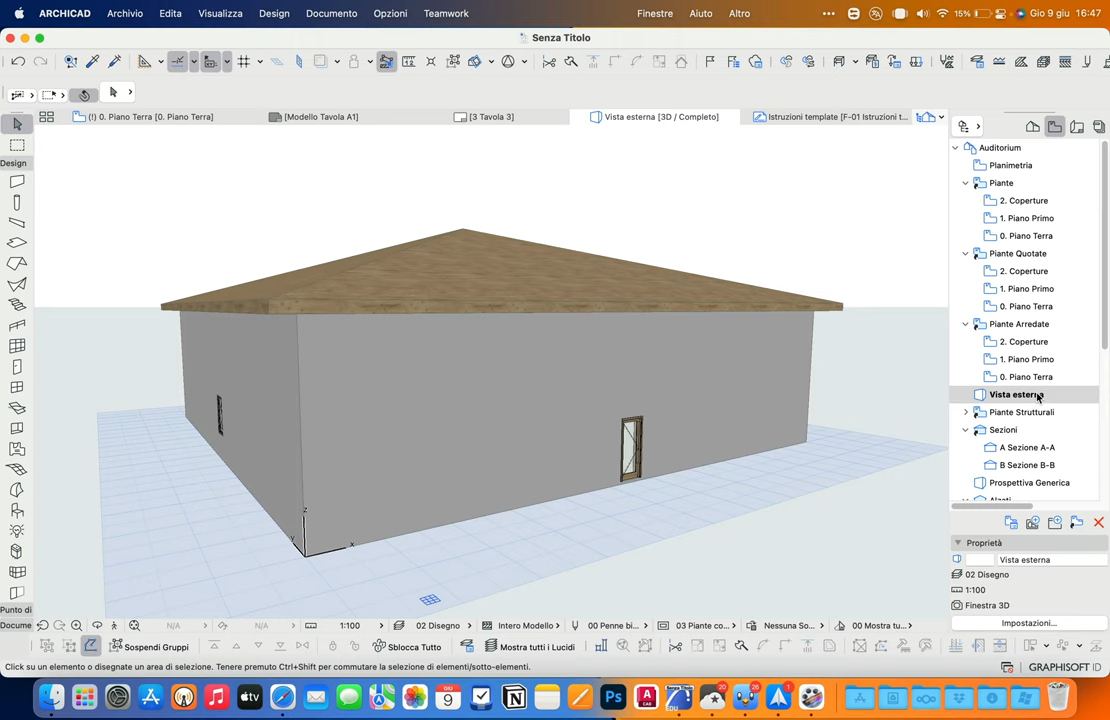 ARCHICAD Archivio Edita Visualizza Design Documento Opzioni Teamwork Finestre Aiuto Altro 15% Gio 9 giu 16:47
Senza Titolo
(!) 0. Piano Terra [0. Piano Terra] [Modello Tavola A1] [3 Tavola 3] Vista esterna [3D / Completo] Istruzioni template [F-01 Istruzioni t...
Design
Auditorium
Planimetria
Piante
2. Coperture
1. Piano Primo
0. Piano Terra
Piante Quotate
2. Coperture
1. Piano Primo
0. Piano Terra
Piante Arredate
2. Coperture
1. Piano Primo
0. Piano Terra
Vista esterna
Piante Strutturali
Sezioni
A Sezione A-A
B Sezione B-B
Prospettiva Generica
z
y
x
Proprietà
Vista esterna
02 Disegno
1:100
Finestra 3D
Impostazioni...
Punto di
Docume
N/A N/A 1:100 02 Disegno Intero Modello 00 Penne bi... 03 Piante co... Nessuna So... 00 Mostra tu...
Sospendi Gruppi Sblocca Tutto Mostra tutti i Lucidi
Click su un elemento o disegnate un area di selezione. Tenere premuto Ctrl+Shift per commutare la selezione di elementi/sotto-elementi.
GRAPHISOFT ID